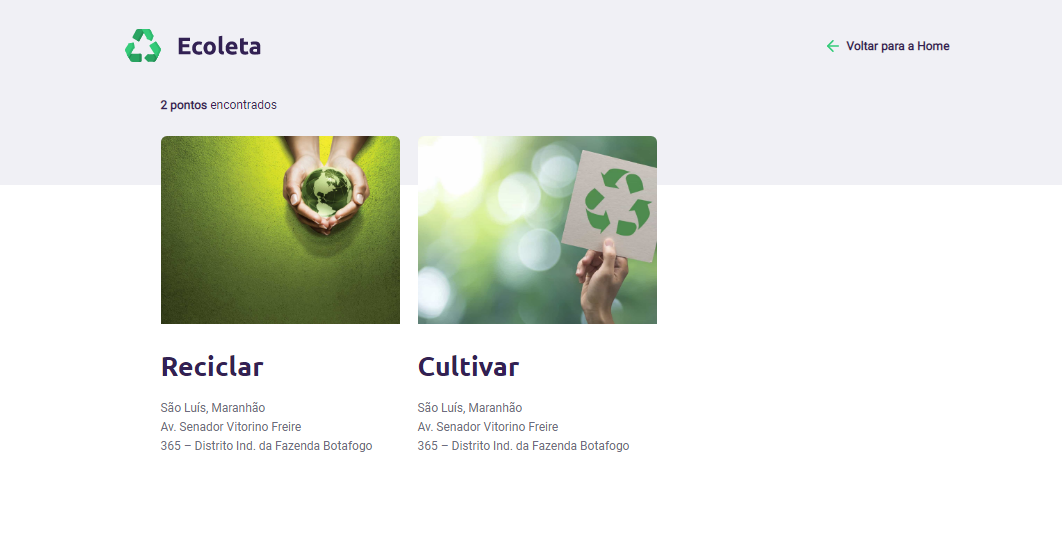 Ecoleta
Voltar para a Home
2 pontos encontrados
Reciclar
São Luís, Maranhão
Av. Senador Vitorino Freire
365 – Distrito Ind. da Fazenda Botafogo
Cultivar
São Luís, Maranhão
Av. Senador Vitorino Freire
365 – Distrito Ind. da Fazenda Botafogo